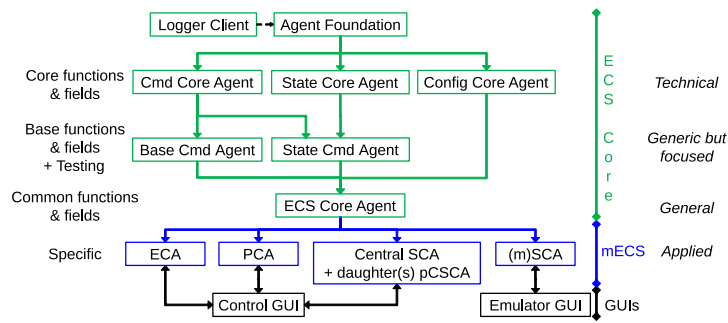 Logger Client
Agent Foundation
Core functions
& fields
Cmd Core Agent
State Core Agent
Config Core Agent
Technical
Base functions
& fields
+ Testing
Base Cmd Agent
State Cmd Agent
Generic but
focused
Common functions
& fields
ECS Core Agent
General
ECS Core
Specific
ECA
PCA
Central SCA
+ daughter(s) pCSCA
(m)SCA
mECS
Applied
Control GUI
Emulator GUI
GUIs